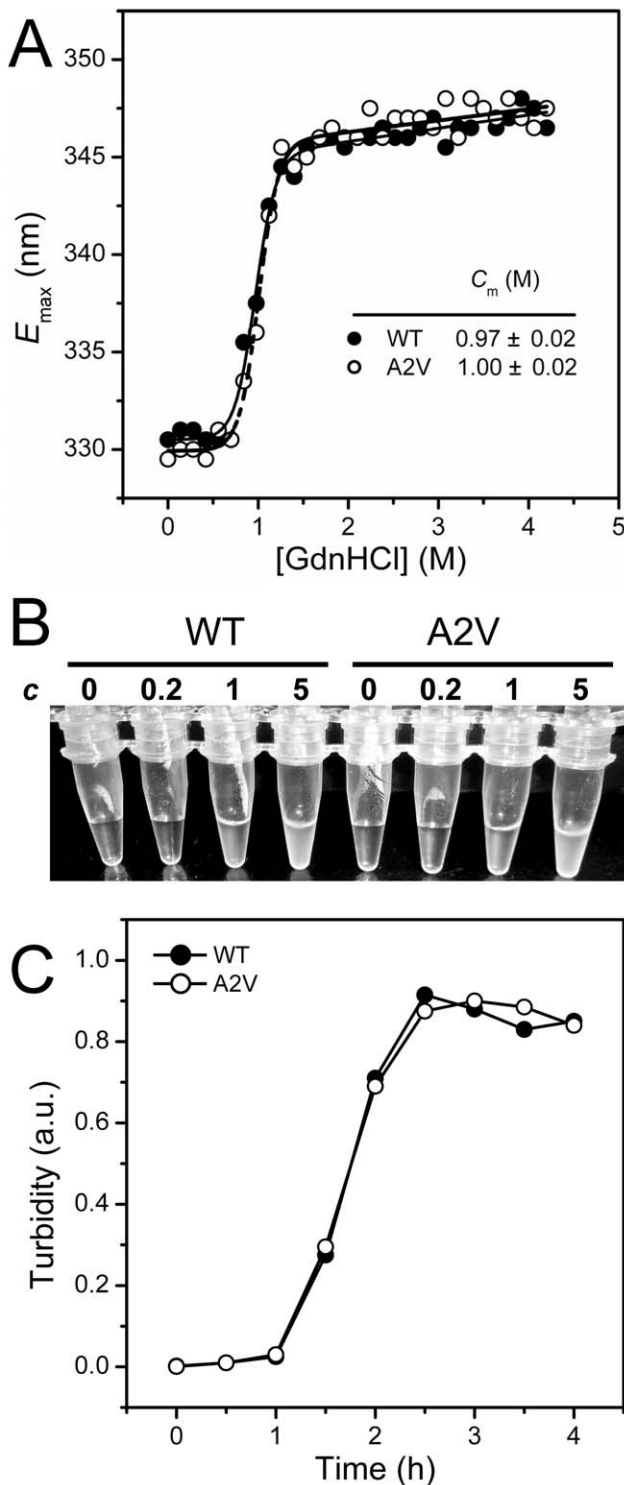 A
350
345
340
335
330
E max (nm)
C m (M)
WT 0.97 ± 0.02
A2V 1.00 ± 0.02
0 1 2 3 4 5
[GdnHCl] (M)
B
WT A2V
c 0 0.2 1 5 0 0.2 1 5
C
WT
A2V
1.0
0.8
0.6
0.4
0.2
0.0
Turbidity (a.u.)
0 1 2 3 4
Time (h)